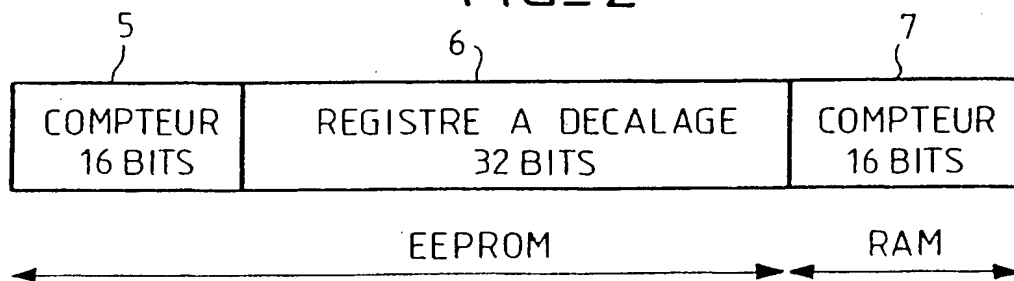 5 6 7
COMPTEUR REGISTRE A DECALAGE COMPTEUR
16 BITS 32 BITS 16 BITS
EEPROM RAM